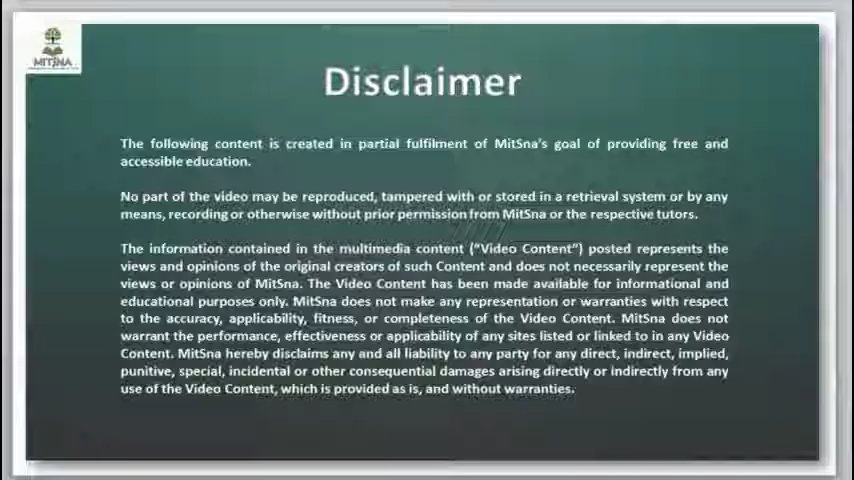 MITSNA
Disclaimer
The following content is created in partial fulfilment of MitSna's goal of providing free and
accessible education.
No part of the video may be reproduced, tampered with or stored in a retrieval system or by any
means, recording or otherwise without prior permission from MitSna or the respective tutors.
The information contained in the multimedia content (“Video Content”) posted represents the
views and opinions of the original creators of such Content and does not necessarily represent the
views or opinions of MitSna. The Video Content has been made available for informational and
educational purposes only. MitSna does not make any representation or warranties with respect
to the accuracy, applicability, fitness, or completeness of the Video Content. MitSna does not
warrant the performance, effectiveness or applicability of any sites listed or linked to in any Video
Content. MitSna hereby disclaims any and all liability to any party for any direct, indirect, implied,
punitive, special, incidental or other consequential damages arising directly or indirectly from any
use of the Video Content, which is provided as is, and without warranties.